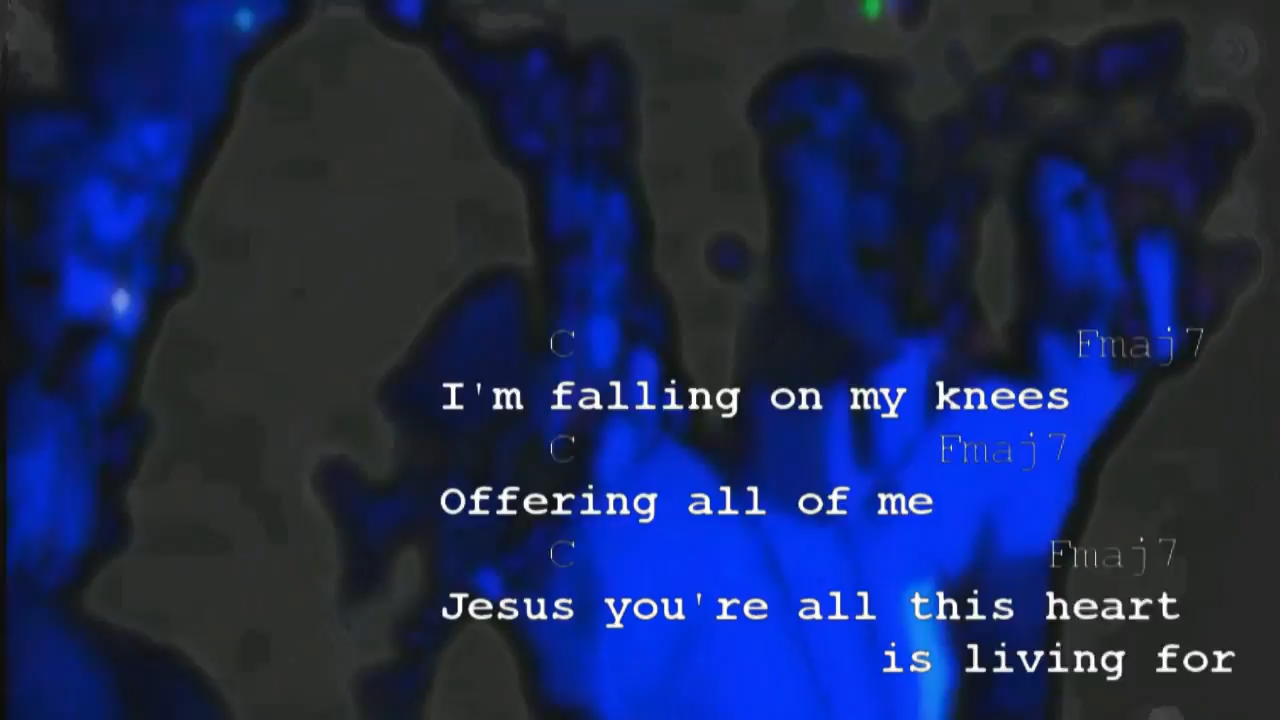 C Fmaj7
I'm falling on my knees
C Fmaj7
Offering all of me
C Fmaj7
Jesus you're all this heart
is living for